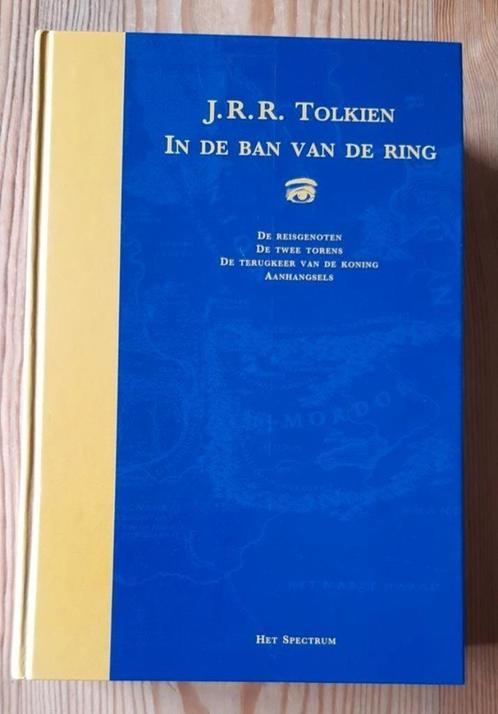 J.R.R. TOLKIEN
IN DE BAN VAN DE RING
DE REISGENOTEN
DE TWEE TORENS
DE TERUGKEER VAN DE KONING
AANHANGSELS
MORDOR
HET SPECTRUM